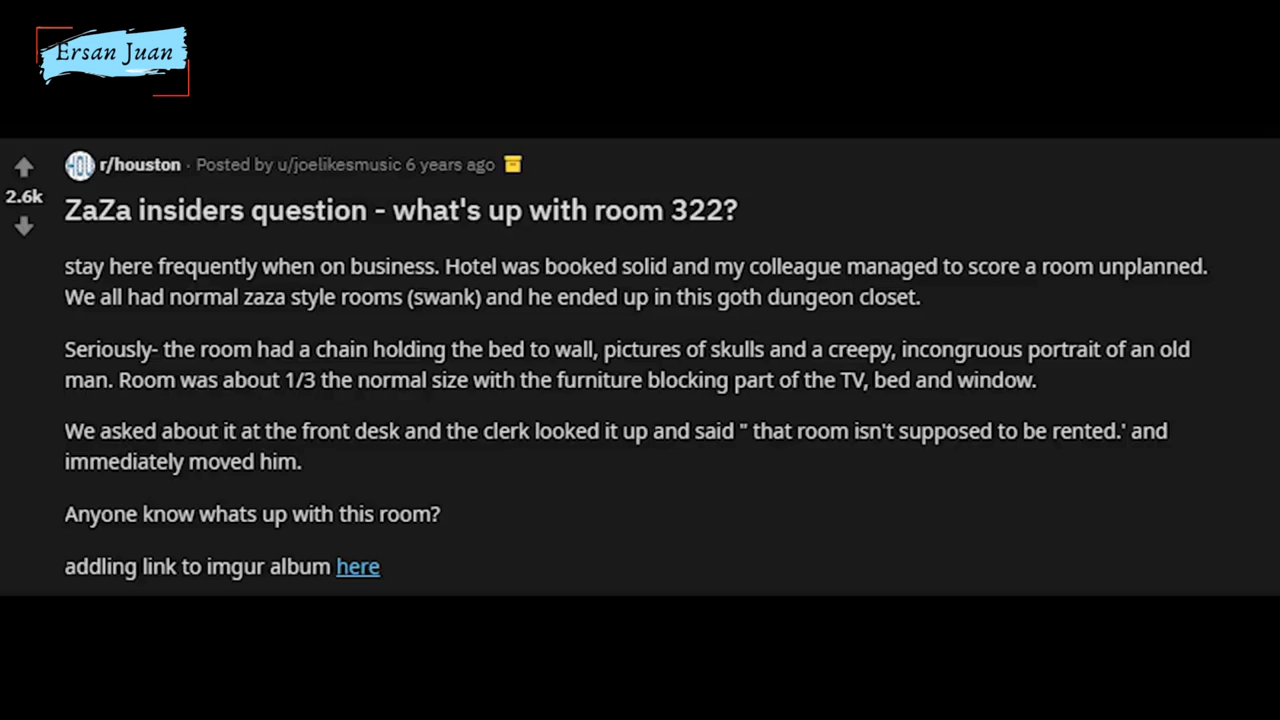 Ersan Juan
r/houston · Posted by u/joelikesmusic 6 years ago
2.6k
ZaZa insiders question - what's up with room 322?
stay here frequently when on business. Hotel was booked solid and my colleague managed to score a room unplanned.
We all had normal zaza style rooms (swank) and he ended up in this goth dungeon closet.
Seriously- the room had a chain holding the bed to wall, pictures of skulls and a creepy, incongruous portrait of an old
man. Room was about 1/3 the normal size with the furniture blocking part of the TV, bed and window.
We asked about it at the front desk and the clerk looked it up and said " that room isn't supposed to be rented.' and
immediately moved him.
Anyone know whats up with this room?
addling link to imgur album here